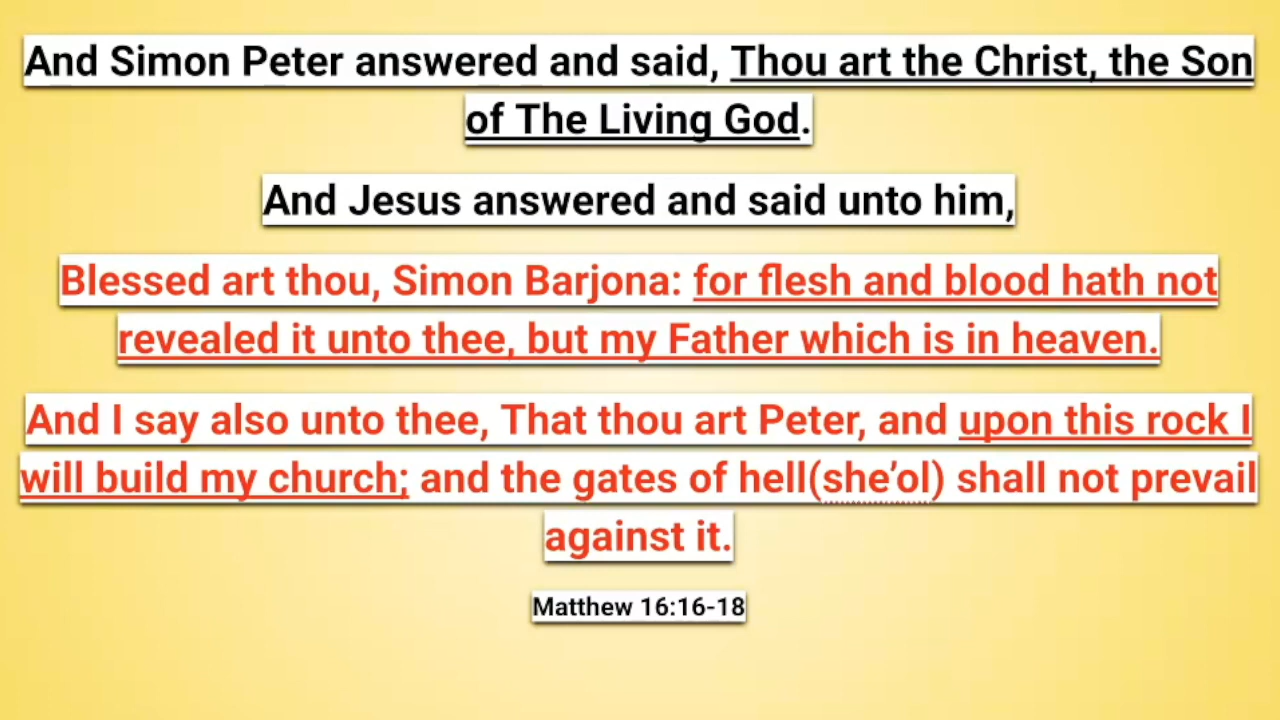 And Simon Peter answered and said, Thou art the Christ, the Son
of The Living God.
And Jesus answered and said unto him,
Blessed art thou, Simon Barjona: for flesh and blood hath not
revealed it unto thee, but my Father which is in heaven.
And I say also unto thee, That thou art Peter, and upon this rock I
will build my church; and the gates of hell(she’ol) shall not prevail
against it.
Matthew 16:16-18